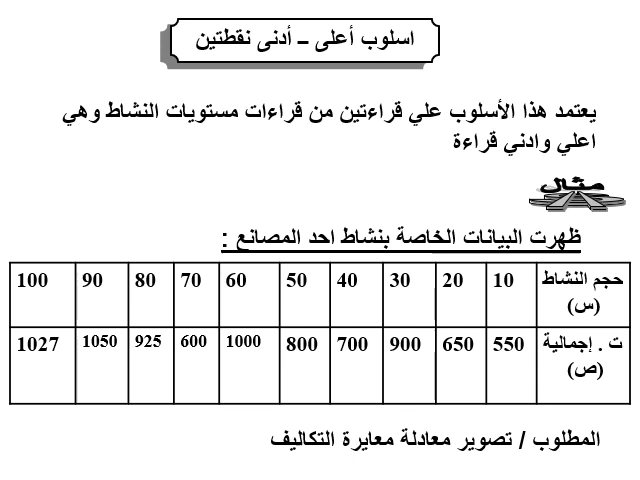 اسلوب أعلى – أدنى نقطتين
يعتمد هذا الأسلوب علي قراءتين من قراءات مستويات النشاط وهي
اعلي وادني قراءة
مثال
ظهرت البيانات الخاصة بنشاط احد المصانع :
حجم النشاط (س) 10 20 30 40 50 60 70 80 90 100
ت . إجمالية (ص) 550 650 900 700 800 1000 600 925 1050 1027
المطلوب / تصوير معادلة معايرة التكاليف